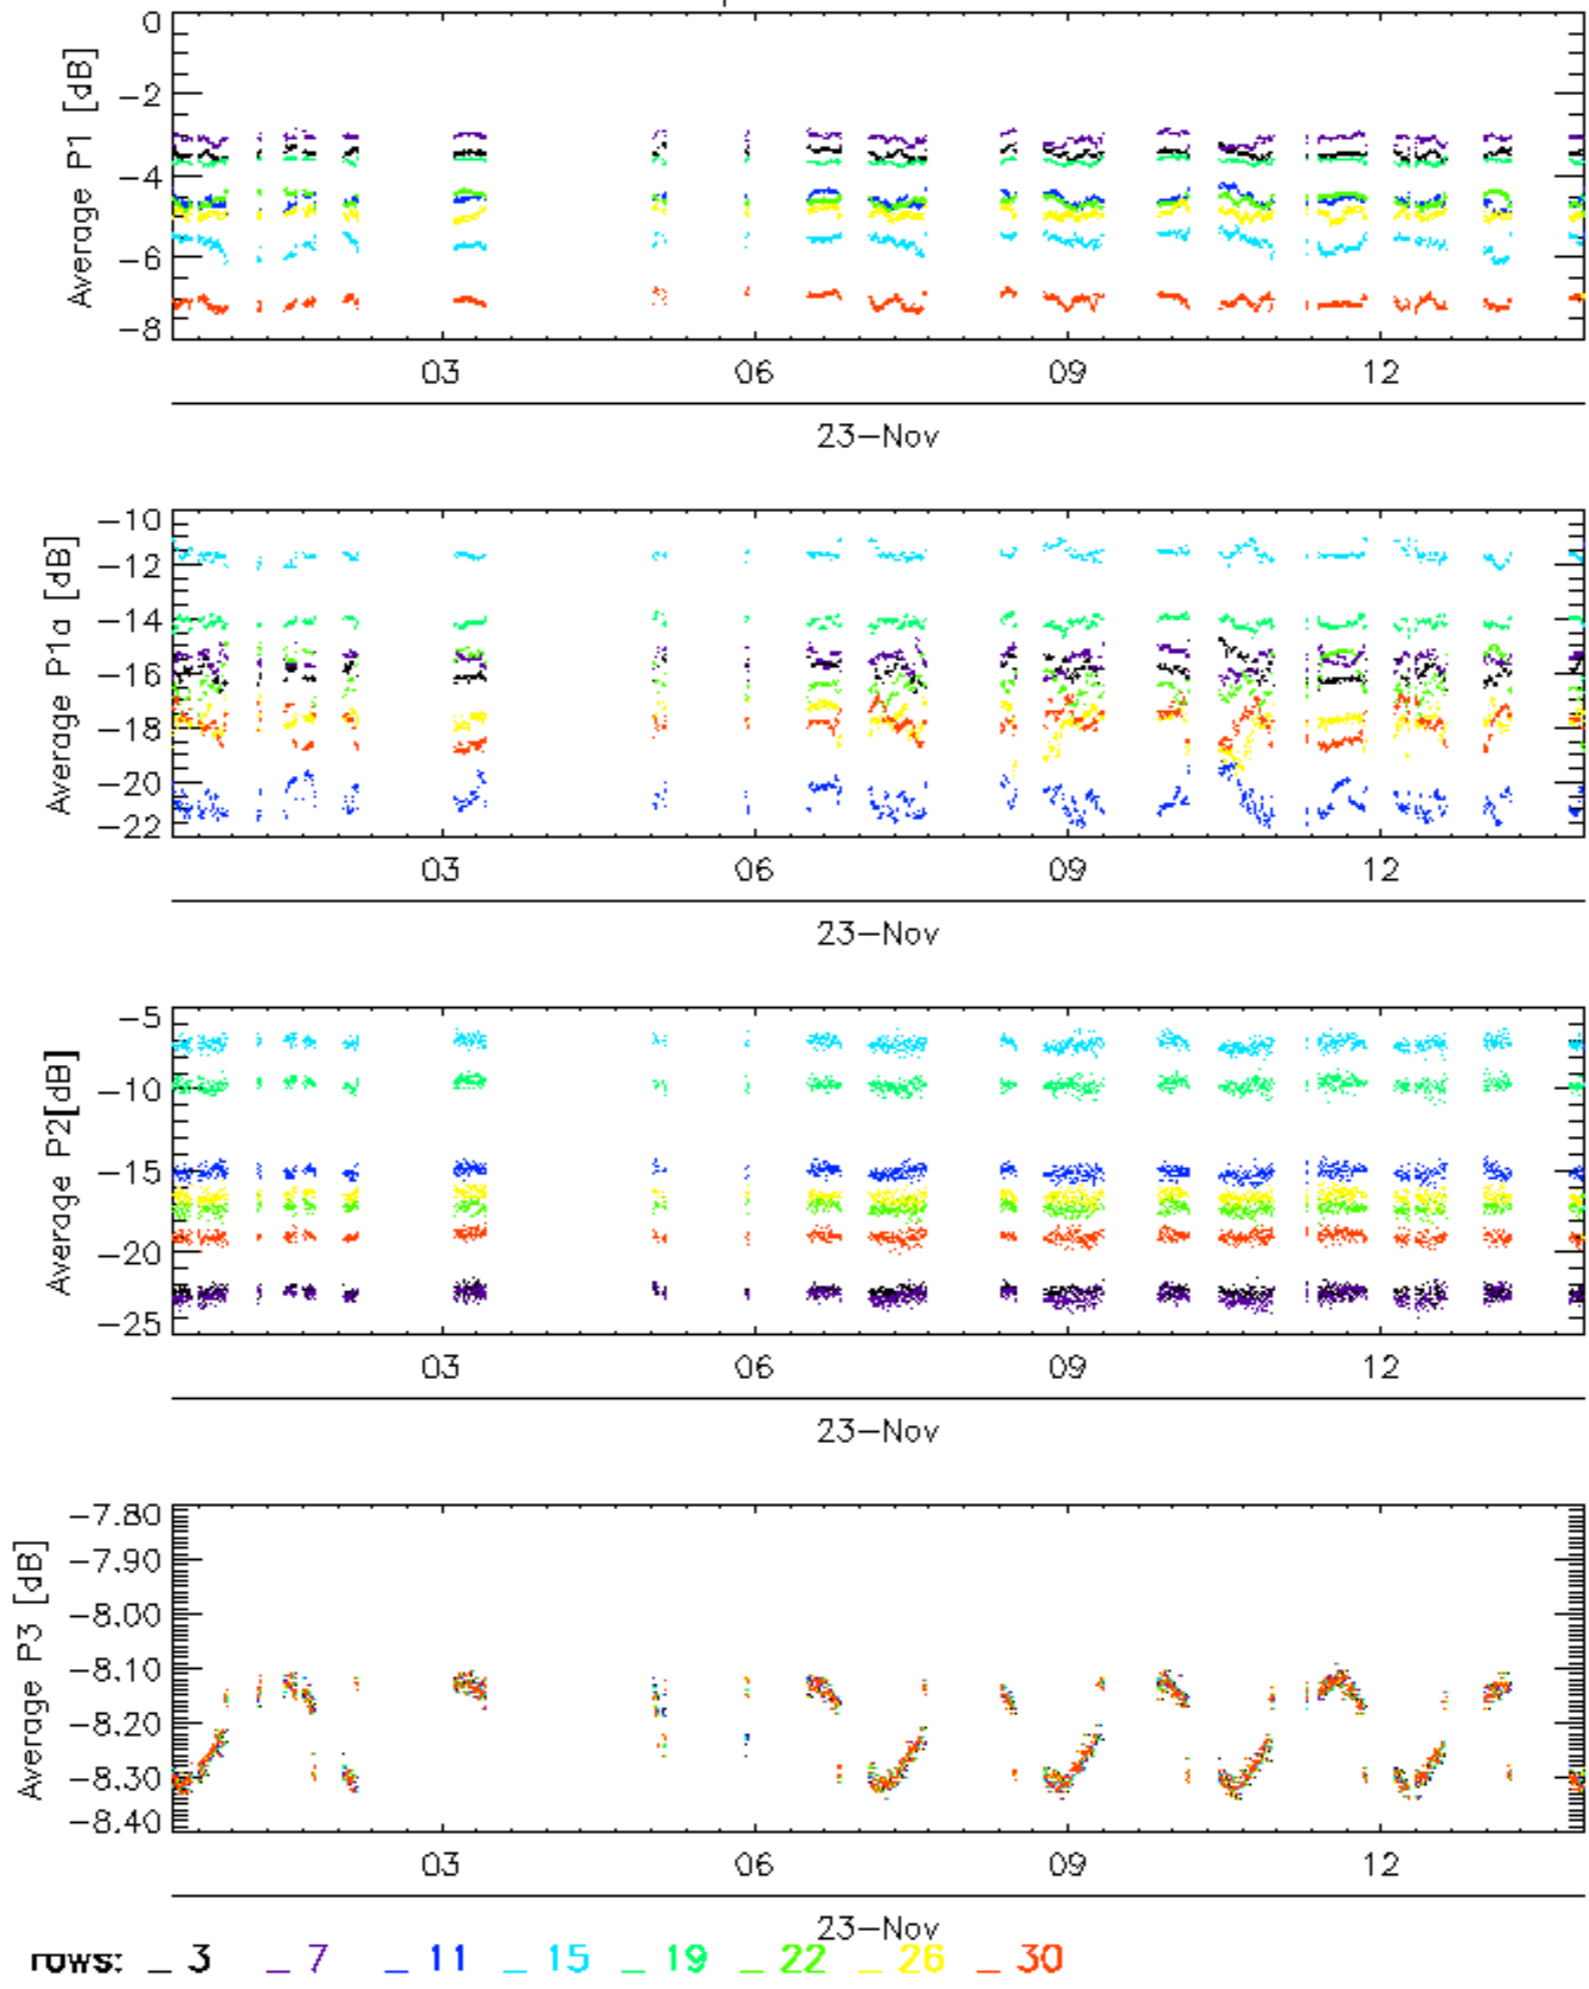 0
-2
-4
-6
-8
Average P1 [dB]
03 06 09 12
23-Nov
-10
-12
-14
-16
-18
-20
-22
Average P1a [dB]
03 06 09 12
23-Nov
-5
-10
-15
-20
-25
Average P2[dB]
03 06 09 12
23-Nov
-7.80
-7.90
-8.00
-8.10
-8.20
-8.30
-8.40
Average P3 [dB]
03 06 09 12
23-Nov
rows: _ 3 _ 7 _ 11 _ 15 _ 19 _ 22 _ 26 _ 30